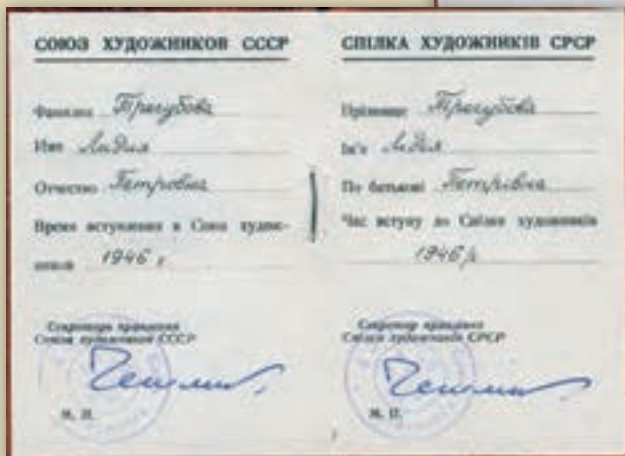 СОЮЗ ХУДОЖНИКОВ СССР
Фамилия Трегубова
Имя Лидия
Отчество Петровна
Время вступления в Союз худож-
ников 1946 г.
Секретарь правления
Союза художников СССР
М. П.
СПІЛКА ХУДОЖНИКІВ СРСР
Прізвище Трегубова
Ім'я Лідія
По батькові Петрівна
Час вступу до Спілки художників
1946 р.
Секретар правління
Спілки художників СРСР
М. П.